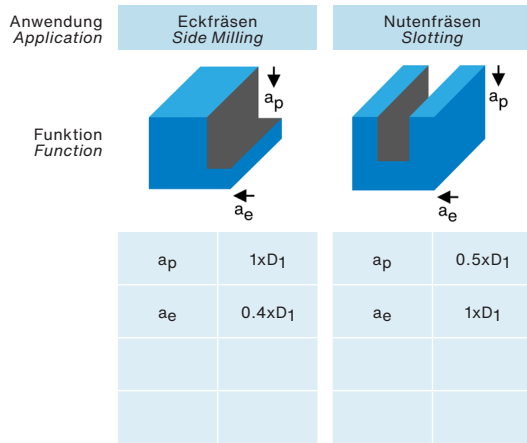 Anwendung
Application
Eckfräsen
Side Milling
Nutenfräsen
Slotting
Funktion
Function
ap
ae
ap
ae
ap 1xD1 ap 0.5xD1
ae 0.4xD1 ae 1xD1